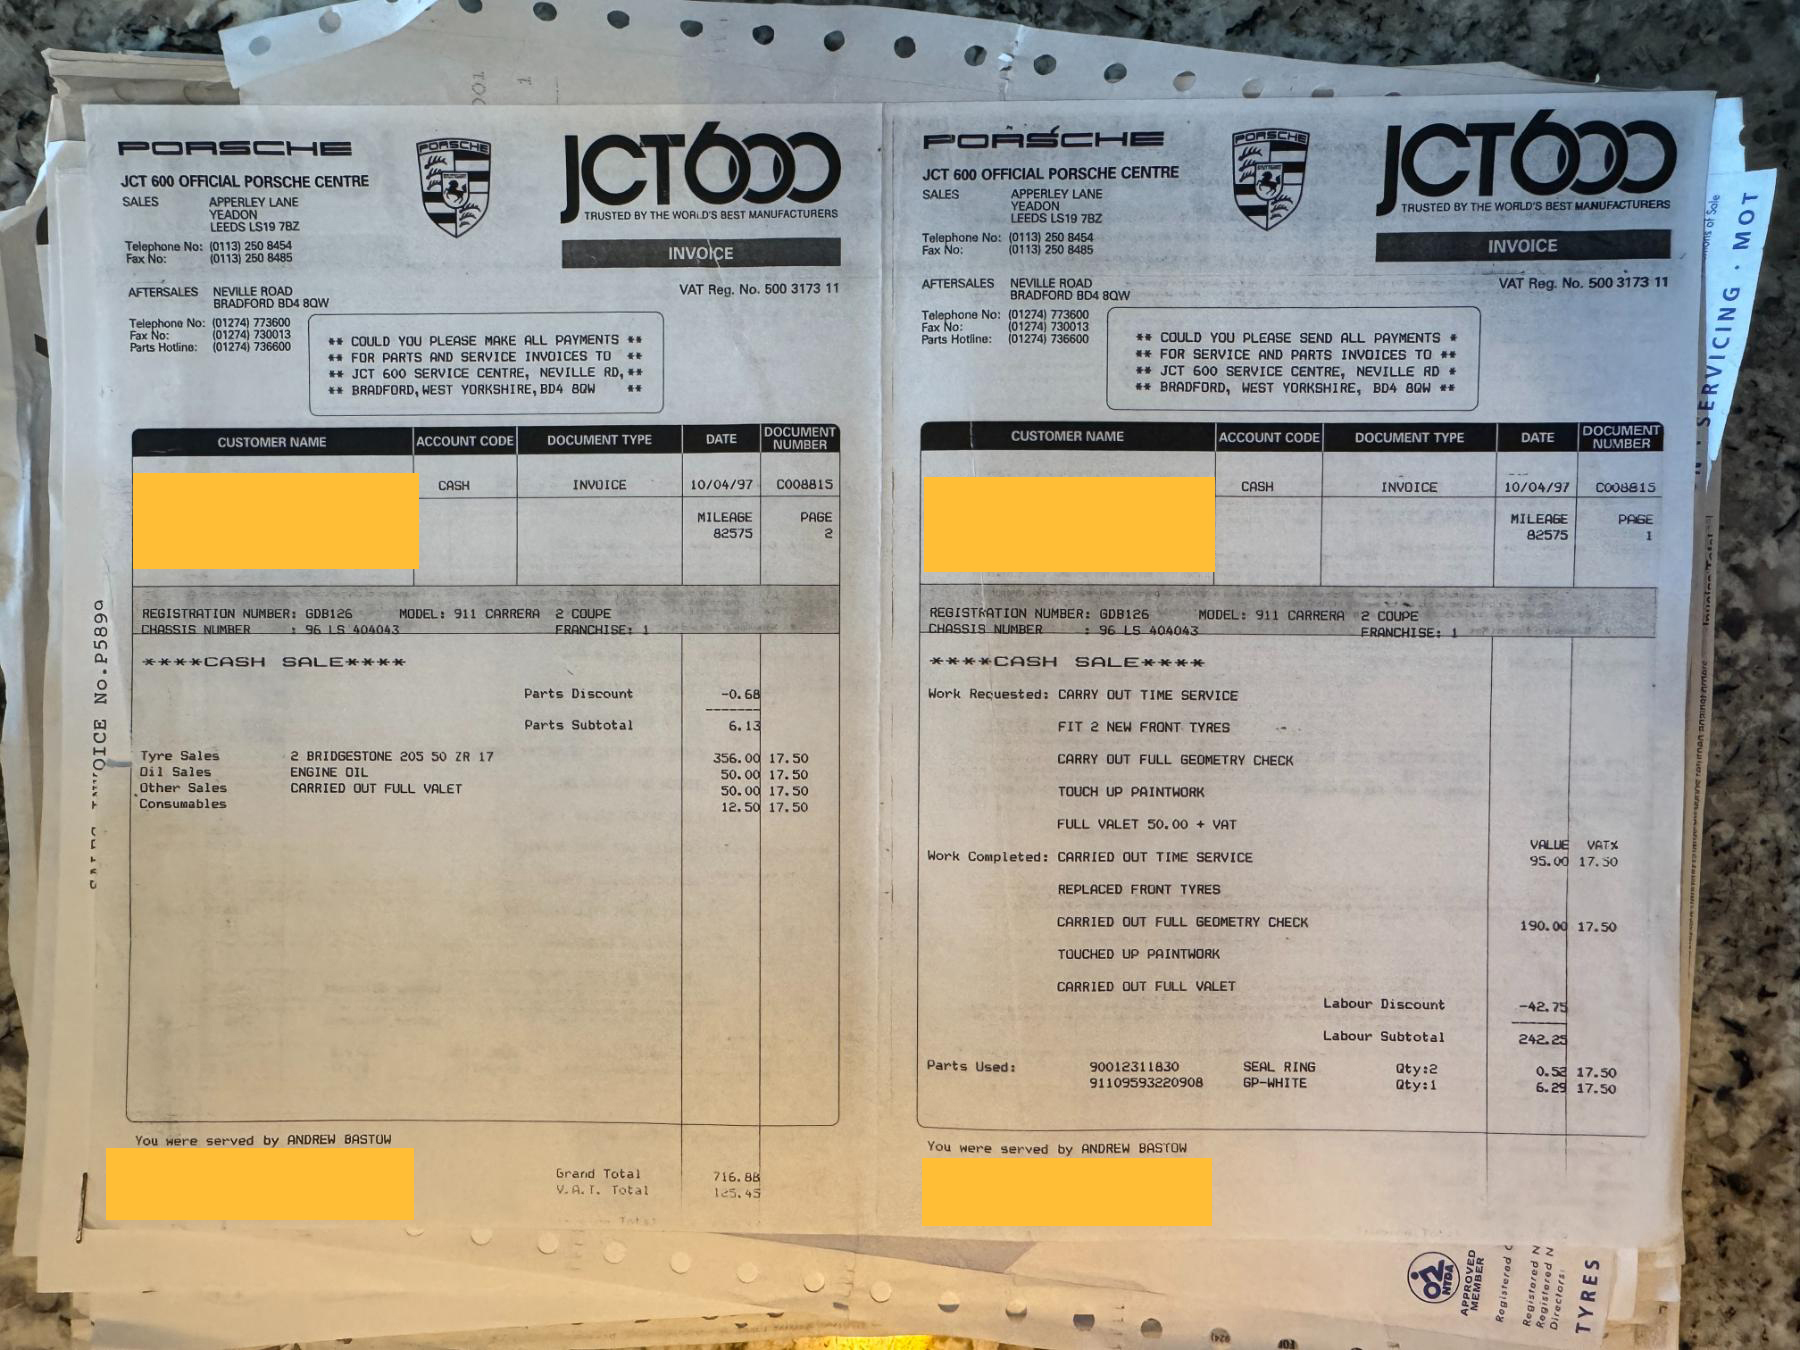 PORSCHE
JCT600
JCT 600 OFFICIAL PORSCHE CENTRE
SALES APPERLEY LANE
YEADON
LEEDS LS19 7BZ
TRUSTED BY THE WORLD'S BEST MANUFACTURERS
Telephone No: (0113) 250 8454
Fax No: (0113) 250 8485
INVOICE
AFTERSALES NEVILLE ROAD
BRADFORD BD4 8QW
VAT Reg. No. 500 3173 11
Telephone No: (01274) 773600
Fax No: (01274) 730013
Parts Hotline: (01274) 736600
** COULD YOU PLEASE MAKE ALL PAYMENTS **
** FOR PARTS AND SERVICE INVOICES TO **
** JCT 600 SERVICE CENTRE, NEVILLE RD,**
** BRADFORD,WEST YORKSHIRE,BD4 8QW **
CUSTOMER NAME ACCOUNT CODE DOCUMENT TYPE DATE DOCUMENT NUMBER
CASH INVOICE 10/04/97 C008815
MILEAGE PAGE
82575 2
REGISTRATION NUMBER: GDB126 MODEL: 911 CARRERA 2 COUPE
CHASSIS NUMBER : 96 LS 404043 FRANCHISE: 1
****CASH SALE****
Parts Discount -0.68
Parts Subtotal 6.13
Tyre Sales 2 BRIDGESTONE 205 50 ZR 17 356.00 17.50
Oil Sales ENGINE OIL 50.00 17.50
Other Sales CARRIED OUT FULL VALET 50.00 17.50
Consumables 12.50 17.50
You were served by ANDREW BASTOW
Grand Total 716.88
V.A.T. Total 125.45
PORSCHE
JCT600
JCT 600 OFFICIAL PORSCHE CENTRE
SALES APPERLEY LANE
YEADON
LEEDS LS19 7BZ
TRUSTED BY THE WORLD'S BEST MANUFACTURERS
Telephone No: (0113) 250 8454
Fax No: (0113) 250 8485
INVOICE
AFTERSALES NEVILLE ROAD
BRADFORD BD4 8QW
VAT Reg. No. 500 3173 11
Telephone No: (01274) 773600
Fax No: (01274) 730013
Parts Hotline: (01274) 736600
** COULD YOU PLEASE SEND ALL PAYMENTS *
** FOR SERVICE AND PARTS INVOICES TO **
** JCT 600 SERVICE CENTRE, NEVILLE RD *
** BRADFORD, WEST YORKSHIRE, BD4 8QW **
CUSTOMER NAME ACCOUNT CODE DOCUMENT TYPE DATE DOCUMENT NUMBER
CASH INVOICE 10/04/97 C008815
MILEAGE PAGE
82575 1
REGISTRATION NUMBER: GDB126 MODEL: 911 CARRERA 2 COUPE
CHASSIS NUMBER : 96 LS 404043 FRANCHISE: 1
****CASH SALE****
Work Requested: CARRY OUT TIME SERVICE
FIT 2 NEW FRONT TYRES
CARRY OUT FULL GEOMETRY CHECK
TOUCH UP PAINTWORK
FULL VALET 50.00 + VAT
VALUE VAT%
Work Completed: CARRIED OUT TIME SERVICE 95.00 17.50
REPLACED FRONT TYRES
CARRIED OUT FULL GEOMETRY CHECK 190.00 17.50
TOUCHED UP PAINTWORK
CARRIED OUT FULL VALET
Labour Discount -42.75
Labour Subtotal 242.25
Parts Used: 90012311830 SEAL RING Qty:2 0.52 17.50
91109593220908 GP-WHITE Qty:1 6.29 17.50
You were served by ANDREW BASTOW
INVOICE No.P5899
SERVICING · MOT
NTDA
APPROVED
MEMBER
Registered
Registered N
Registered N
Directors:
TYRES